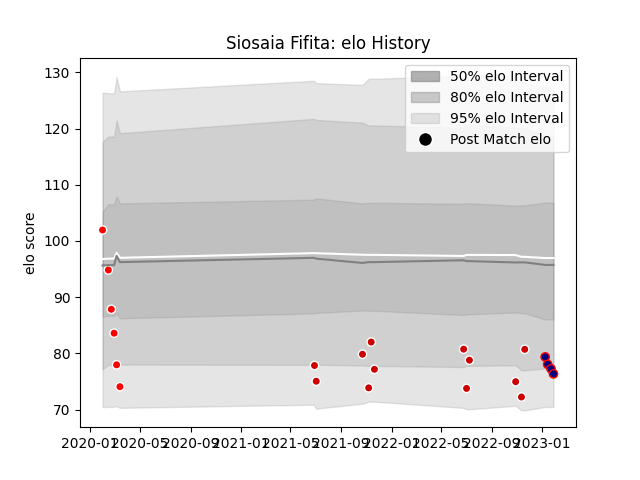 Siosaia Fifita: elo History
130
120
110
100
90
80
70
elo score
50% elo Interval
80% elo Interval
95% elo Interval
Post Match elo
2020-01 2020-05 2020-09 2021-01 2021-05 2021-09 2022-01 2022-05 2022-09 2023-01